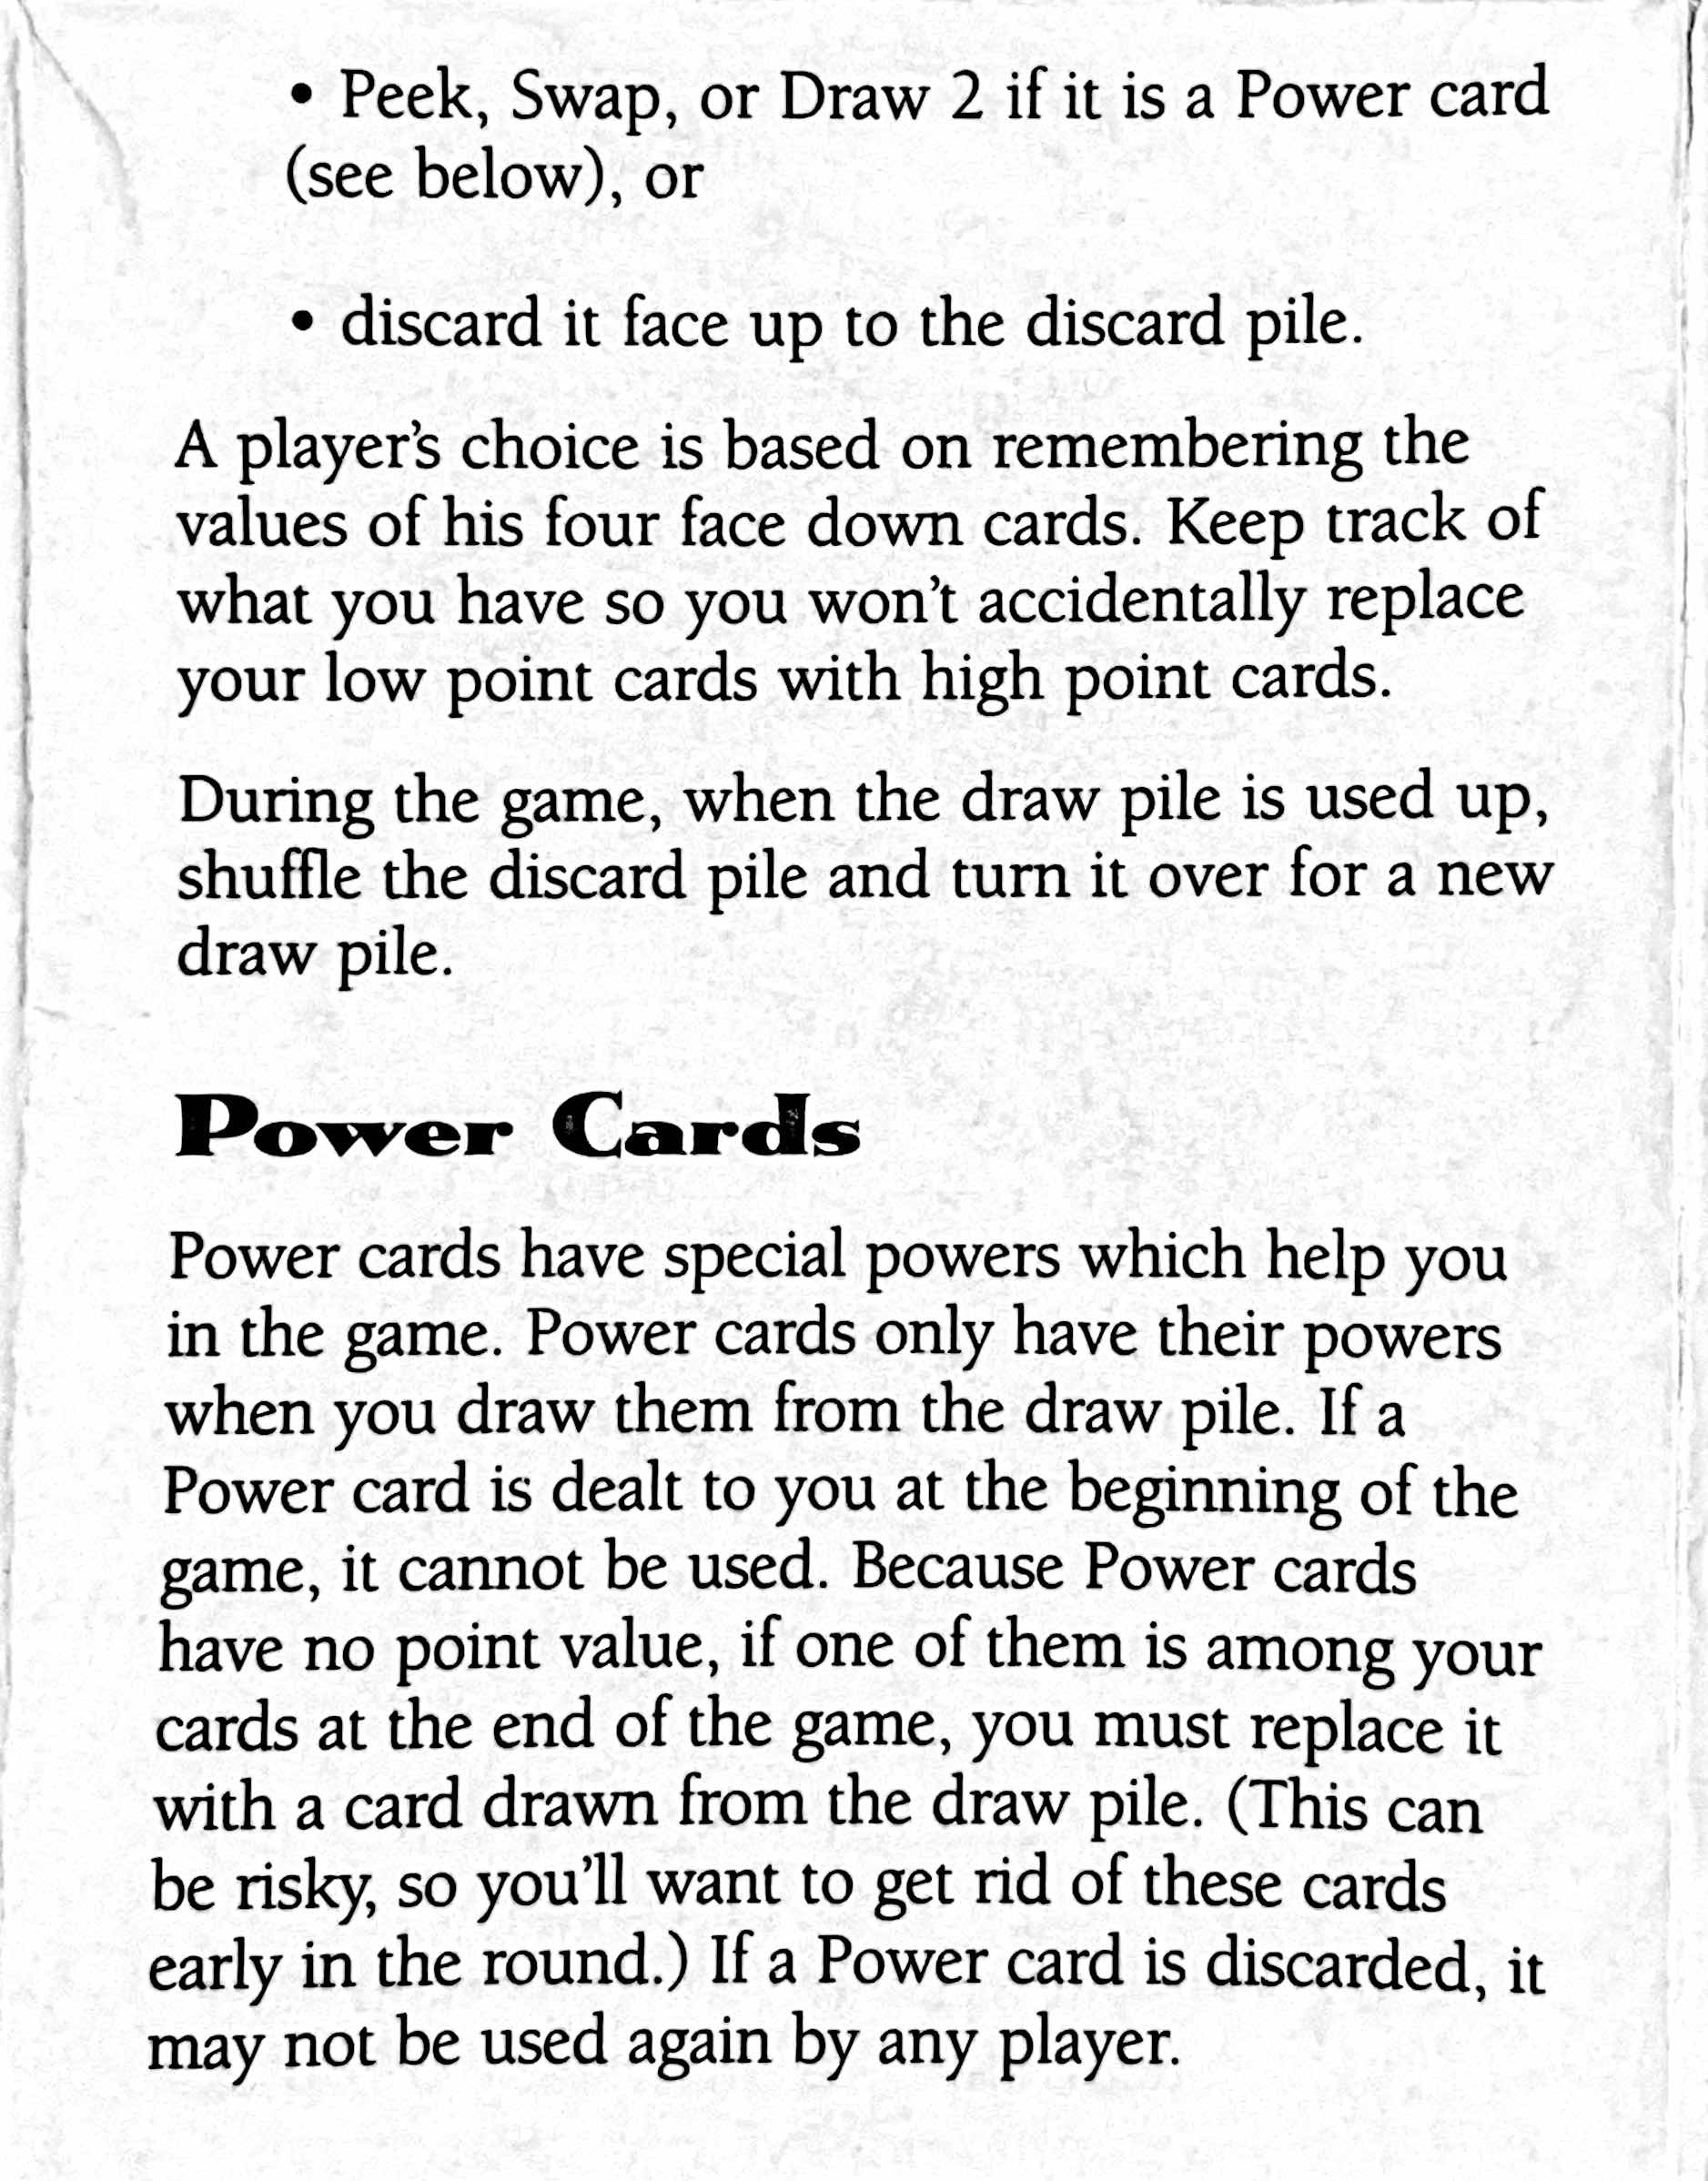 • Peek, Swap, or Draw 2 if it is a Power card
(see below), or
• discard it face up to the discard pile.
A player's choice is based on remembering the
values of his four face down cards. Keep track of
what you have so you won't accidentally replace
your low point cards with high point cards.
During the game, when the draw pile is used up,
shuffle the discard pile and turn it over for a new
draw pile.
Power Cards
Power cards have special powers which help you
in the game. Power cards only have their powers
when you draw them from the draw pile. If a
Power card is dealt to you at the beginning of the
game, it cannot be used. Because Power cards
have no point value, if one of them is among your
cards at the end of the game, you must replace it
with a card drawn from the draw pile. (This can
be risky, so you'll want to get rid of these cards
early in the round.) If a Power card is discarded, it
may not be used again by any player.